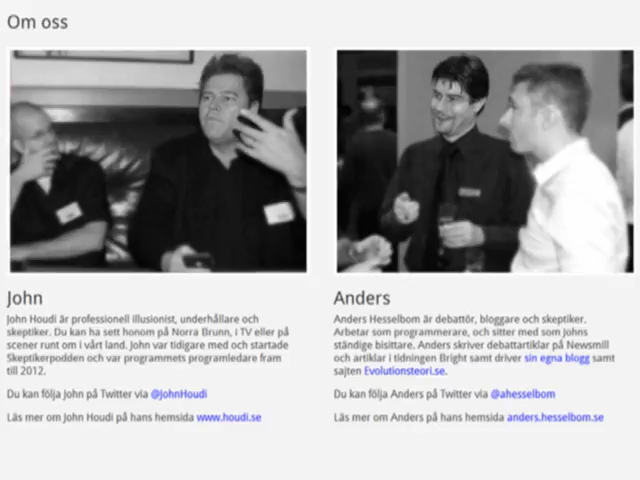 Om oss
John
John Houdi är professionell illusionist, underhållare och
skeptiker. Du kan ha sett honom på Norra Brunn, i TV eller på
scener runt om i vårt land. John var tidigare med och startade
Skeptikerpodden och var programmets programledare fram
till 2012.
Du kan följa John på Twitter via @JohnHoudi
Läs mer om John Houdi på hans hemsida www.houdi.se
Anders
Anders Hesselbom är debattör, bloggare och skeptiker.
Arbetar som programmerare, och sitter med som Johns
ständige bisittare. Anders skriver debattartiklar på Newsmill
och artiklar i tidningen Bright samt driver sin egna blogg samt
sajten Evolutionsteori.se.
Du kan följa Anders på Twitter via @ahesselbom
Läs mer om Anders på hans hemsida anders.hesselbom.se